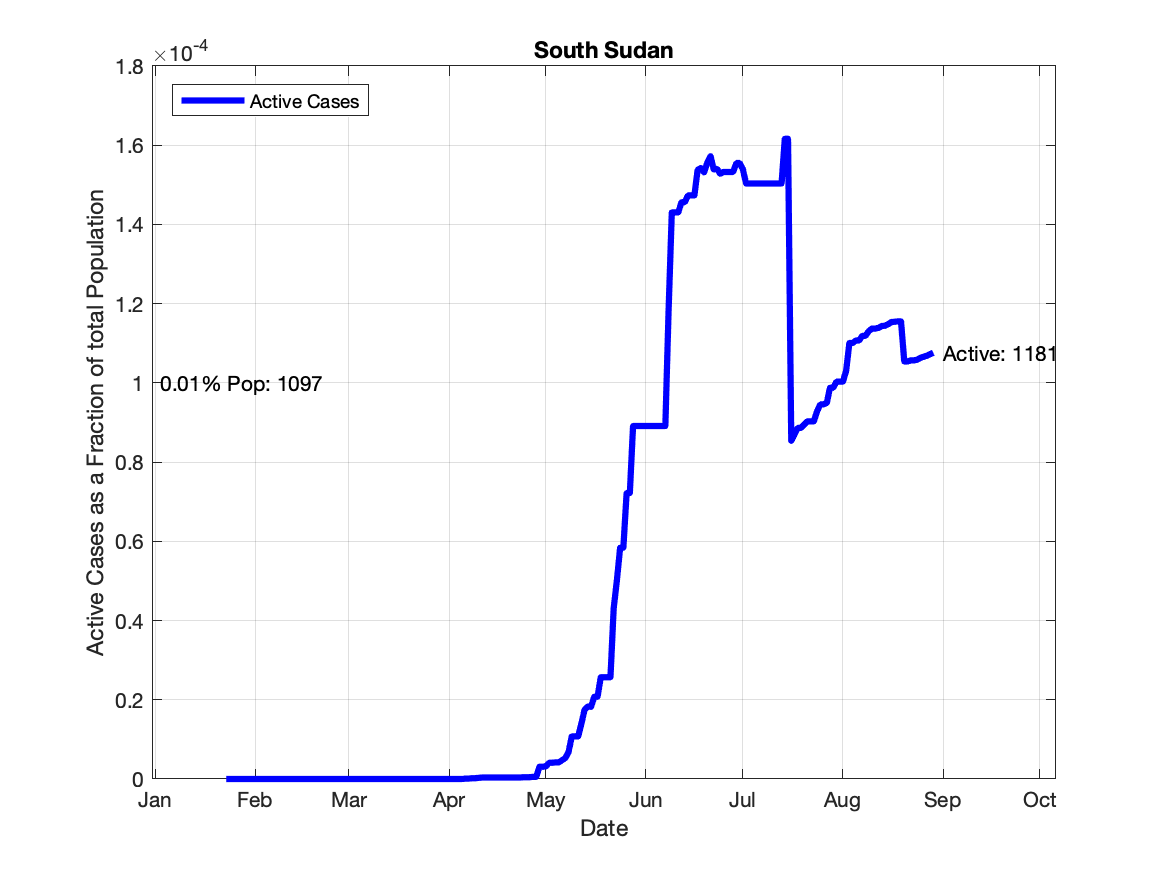 South Sudan
×10⁻⁴
1.8
1.6
1.4
1.2
1
0.8
0.6
0.4
0.2
0
Active Cases as a Fraction of total Population
Active Cases
0.01% Pop: 1097
Active: 1181
Jan Feb Mar Apr May Jun Jul Aug Sep Oct
Date